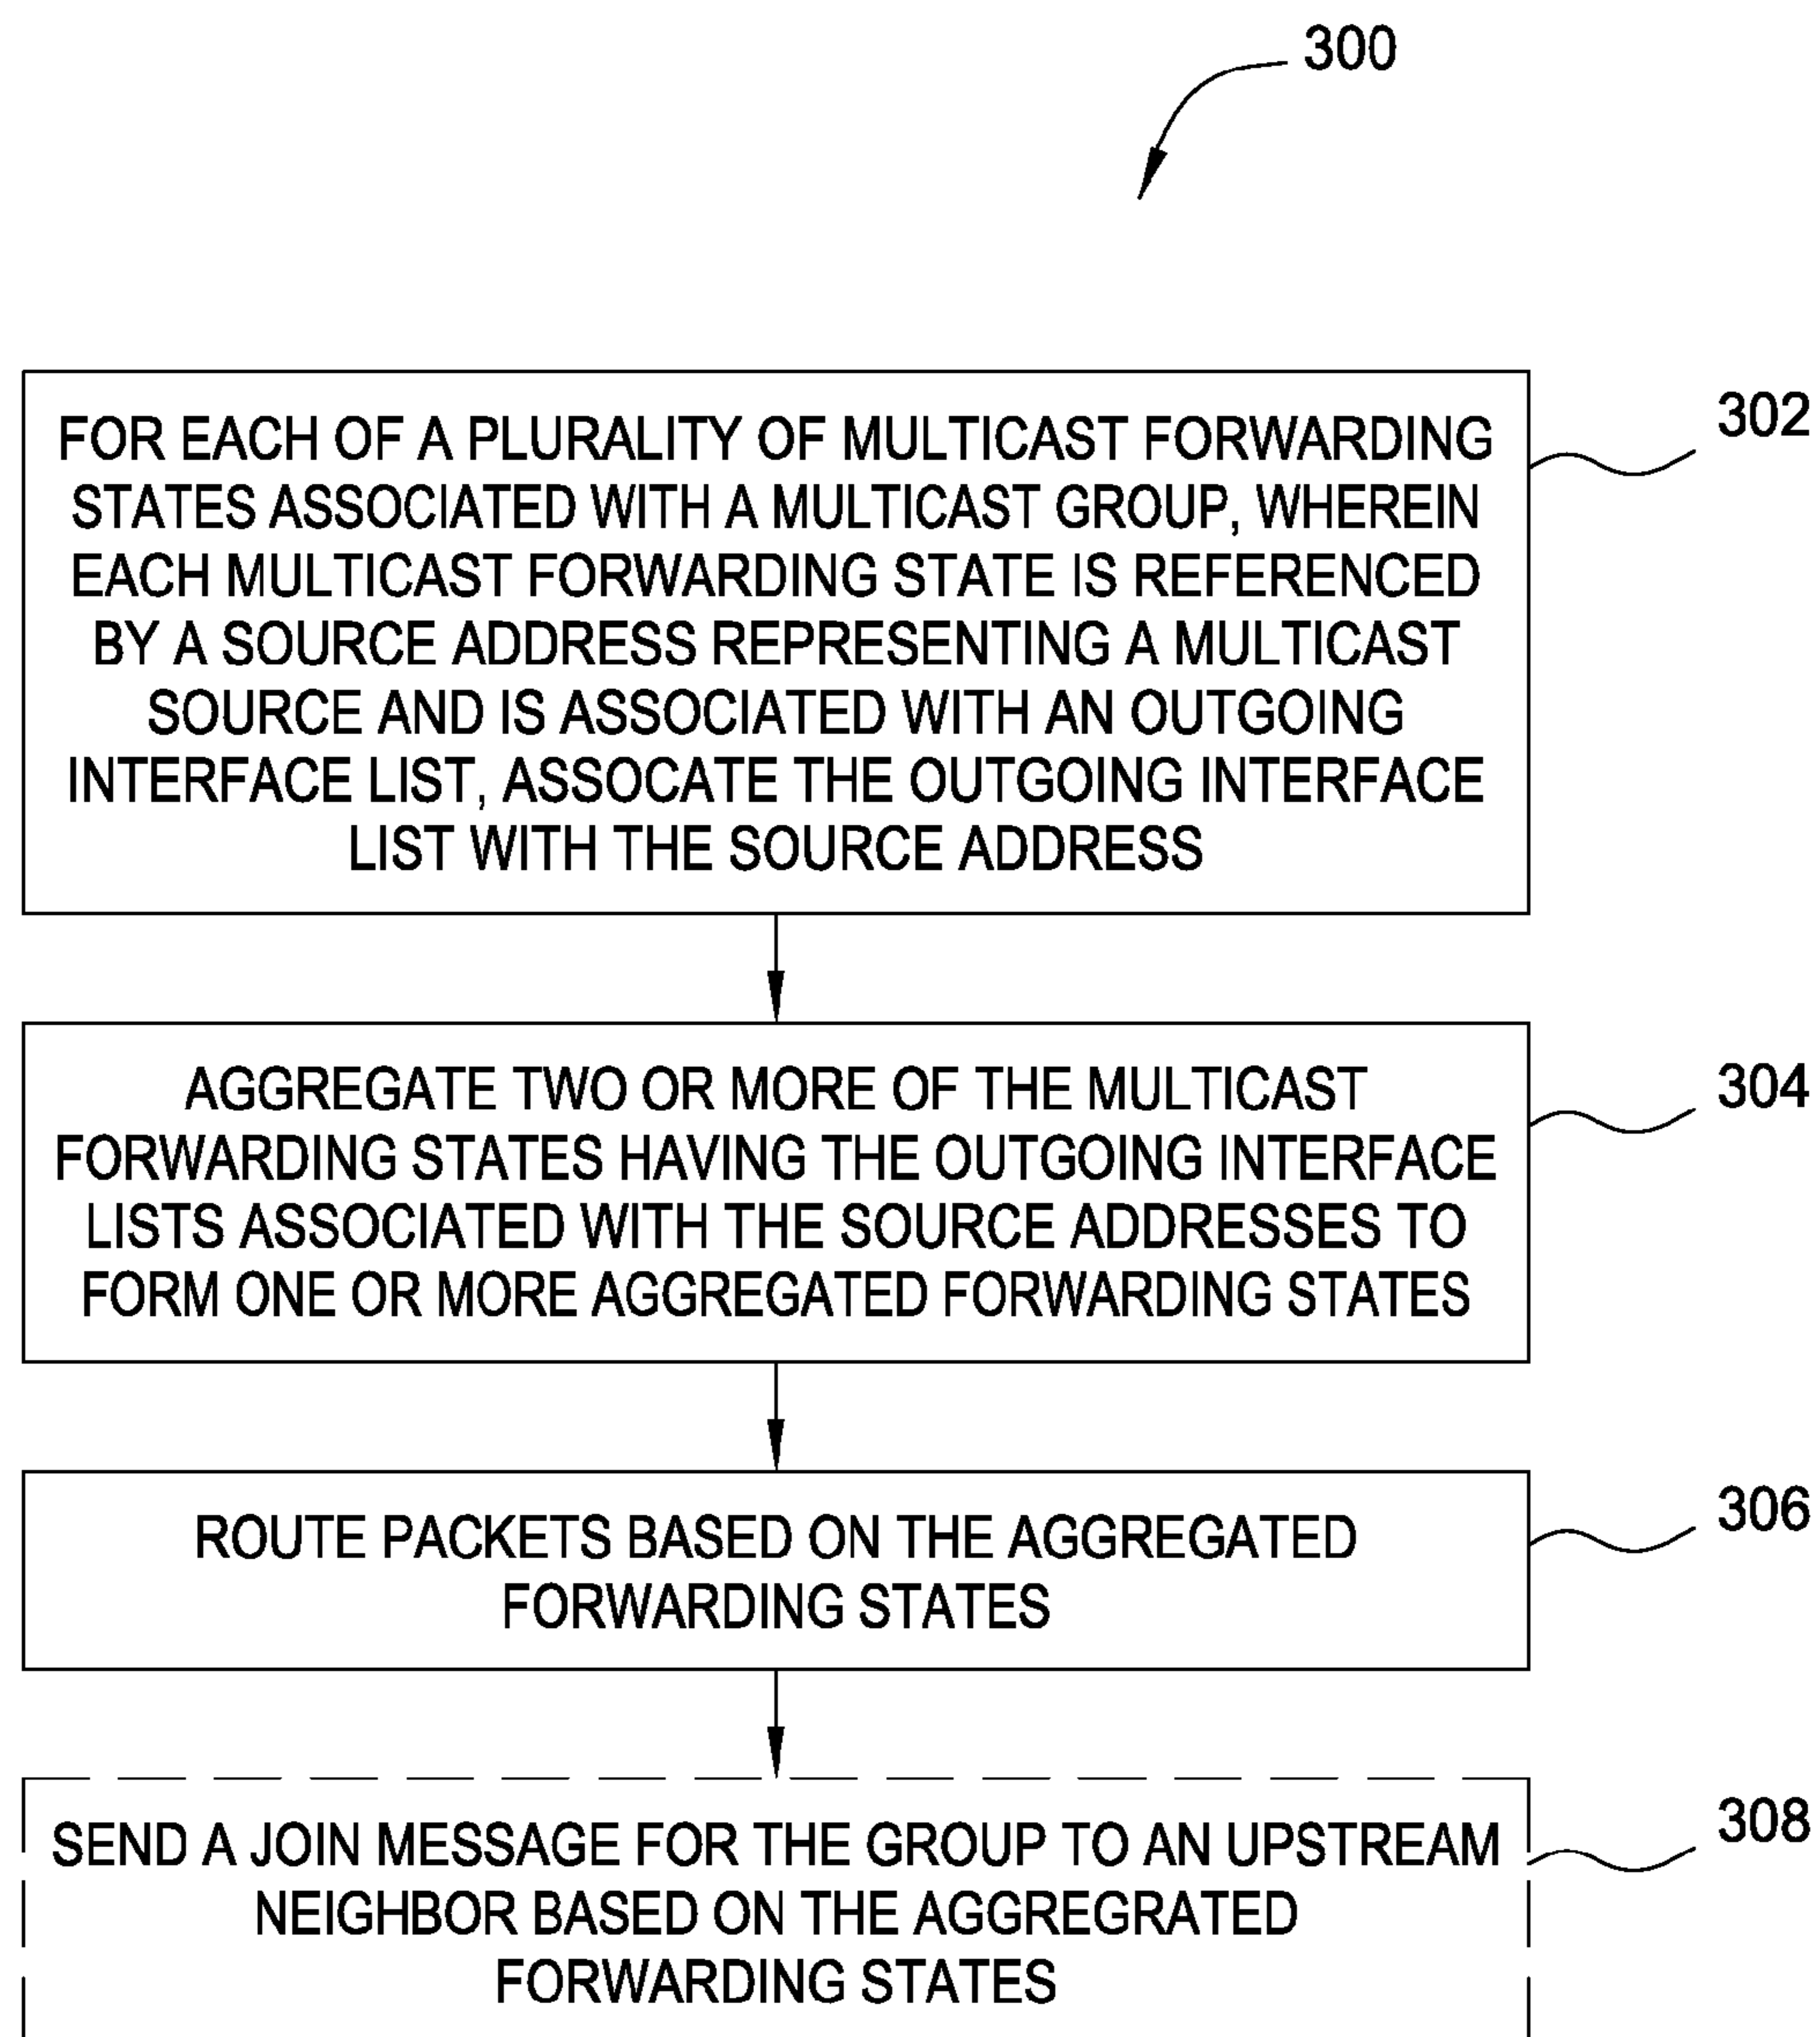 300
FOR EACH OF A PLURALITY OF MULTICAST FORWARDING
STATES ASSOCIATED WITH A MULTICAST GROUP, WHEREIN
EACH MULTICAST FORWARDING STATE IS REFERENCED
BY A SOURCE ADDRESS REPRESENTING A MULTICAST
SOURCE AND IS ASSOCIATED WITH AN OUTGOING
INTERFACE LIST, ASSOCATE THE OUTGOING INTERFACE
LIST WITH THE SOURCE ADDRESS
302
AGGREGATE TWO OR MORE OF THE MULTICAST
FORWARDING STATES HAVING THE OUTGOING INTERFACE
LISTS ASSOCIATED WITH THE SOURCE ADDRESSES TO
FORM ONE OR MORE AGGREGATED FORWARDING STATES
304
ROUTE PACKETS BASED ON THE AGGREGATED
FORWARDING STATES
306
SEND A JOIN MESSAGE FOR THE GROUP TO AN UPSTREAM
NEIGHBOR BASED ON THE AGGREGRATED
FORWARDING STATES
308